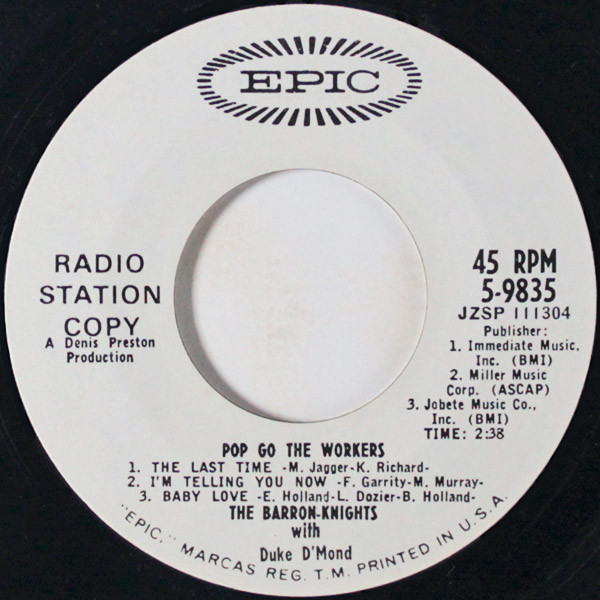 EPIC
RADIO
STATION
COPY
A Denis Preston
Production
45 RPM
5-9835
JZSP 111304
Publisher:
1. Immediate Music,
Inc. (BMI)
2. Miller Music
Corp. (ASCAP)
3. Jobete Music Co.,
Inc. (BMI)
TIME: 2:38
POP GO THE WORKERS
1. THE LAST TIME -M. Jagger-K. Richard-
2. I'M TELLING YOU NOW -F. Garrity-M. Murray-
3. BABY LOVE -E. Holland-L. Dozier-B. Holland-
THE BARRON-KNIGHTS
with
Duke D'Mond
"EPIC," MARCAS REG. T.M. PRINTED IN U.S.A.